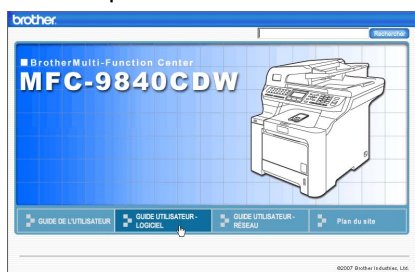 brother
Rechercher
BrotherMulti-Function Center
MFC-9840CDW
GUIDE DE L'UTILISATEUR
GUIDE UTILISATEUR -
LOGICIEL
GUIDE UTILISATEUR -
RÉSEAU
Plan du site
©2007 Brother Industries, Ltd.